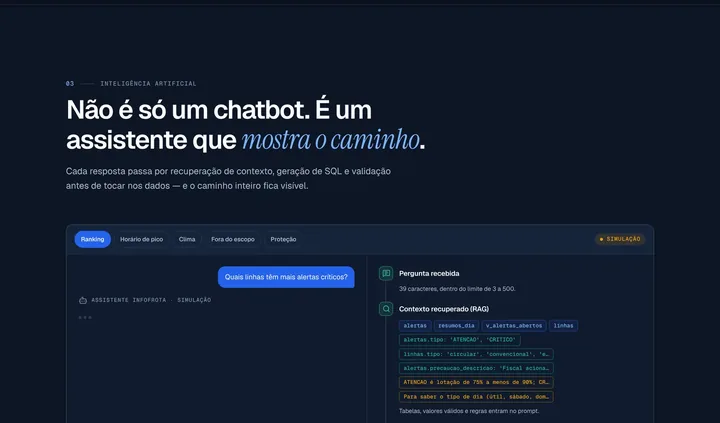 03 INTELIGÊNCIA ARTIFICIAL
Não é só um chatbot. É um
assistente que mostra o caminho.
Cada resposta passa por recuperação de contexto, geração de SQL e validação
antes de tocar nos dados — e o caminho inteiro fica visível.
Ranking
Horário de pico
Clima
Fora do escopo
Proteção
SIMULAÇÃO
Quais linhas têm mais alertas críticos?
ASSISTENTE INFOFROTA · SIMULAÇÃO
Pergunta recebida
39 caracteres, dentro do limite de 3 a 500.
Contexto recuperado (RAG)
alertas
resumos_dia
v_alertas_abertos
linhas
alertas.tipo: 'ATENCAO', 'CRITICO'
linhas.tipo: 'circular', 'convencional', 'e…
alertas.precaucao_descricao: 'Fiscal aciona…
ATENCAO é lotação de 75% a menos de 90%; CR…
Para saber o tipo de dia (útil, sábado, dom…
Tabelas, valores válidos e regras entram no prompt.